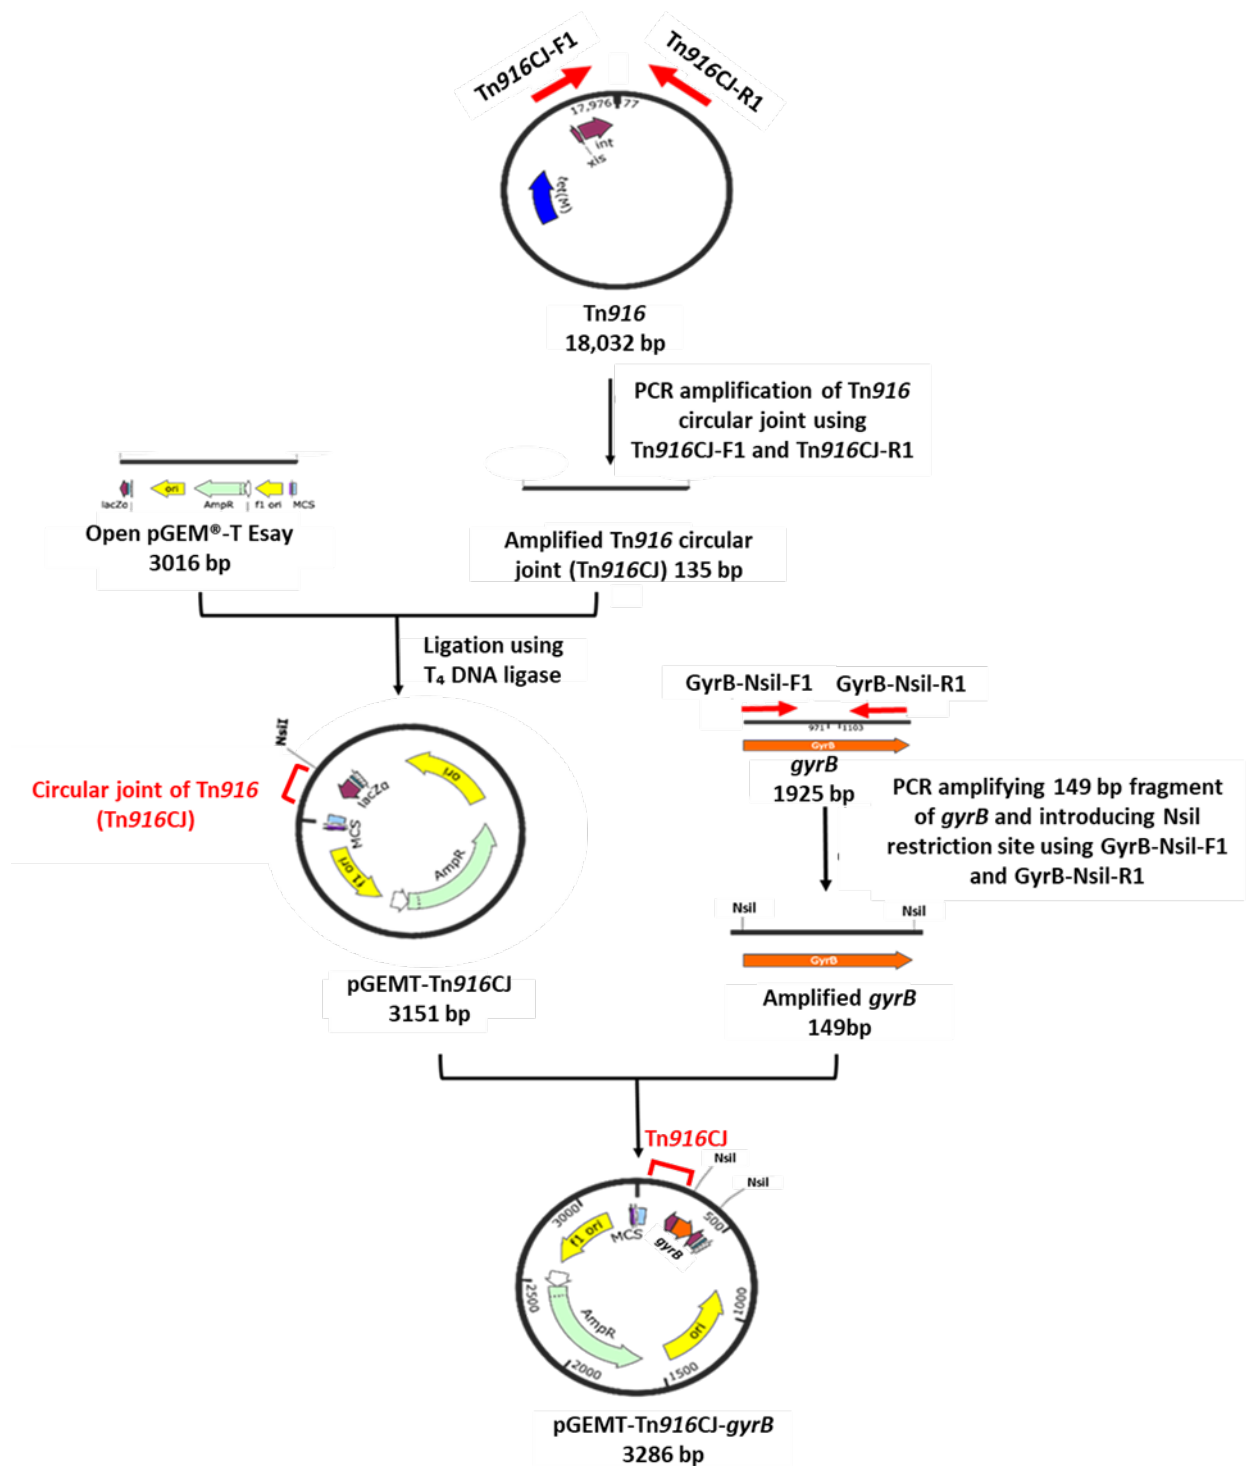 Tn916CJ-F1
Tn916CJ-R1
17,976
77
int
xis
tet(M)
Tn916
18,032 bp
PCR amplification of Tn916
circular joint using
Tn916CJ-F1 and Tn916CJ-R1
lacZα
ori
AmpR
f1 ori
MCS
Open pGEM®-T Esay
3016 bp
Amplified Tn916 circular
joint (Tn916CJ) 135 bp
Ligation using
T₄ DNA ligase
NsiI
Circular joint of Tn916
(Tn916CJ)
lacZα
ori
MCS
f1 ori
AmpR
pGEMT-Tn916CJ
3151 bp
GyrB-NsiI-F1
GyrB-NsiI-R1
971
1103
GyrB
gyrB
1925 bp
PCR amplifying 149 bp fragment
of gyrB and introducing NsiI
restriction site using GyrB-NsiI-F1
and GyrB-NsiI-R1
NsiI
NsiI
GyrB
Amplified gyrB
149bp
Tn916CJ
NsiI
NsiI
3000
500
f1 ori
MCS
gyrB
2500
1000
AmpR
ori
2000
1500
pGEMT-Tn916CJ-gyrB
3286 bp